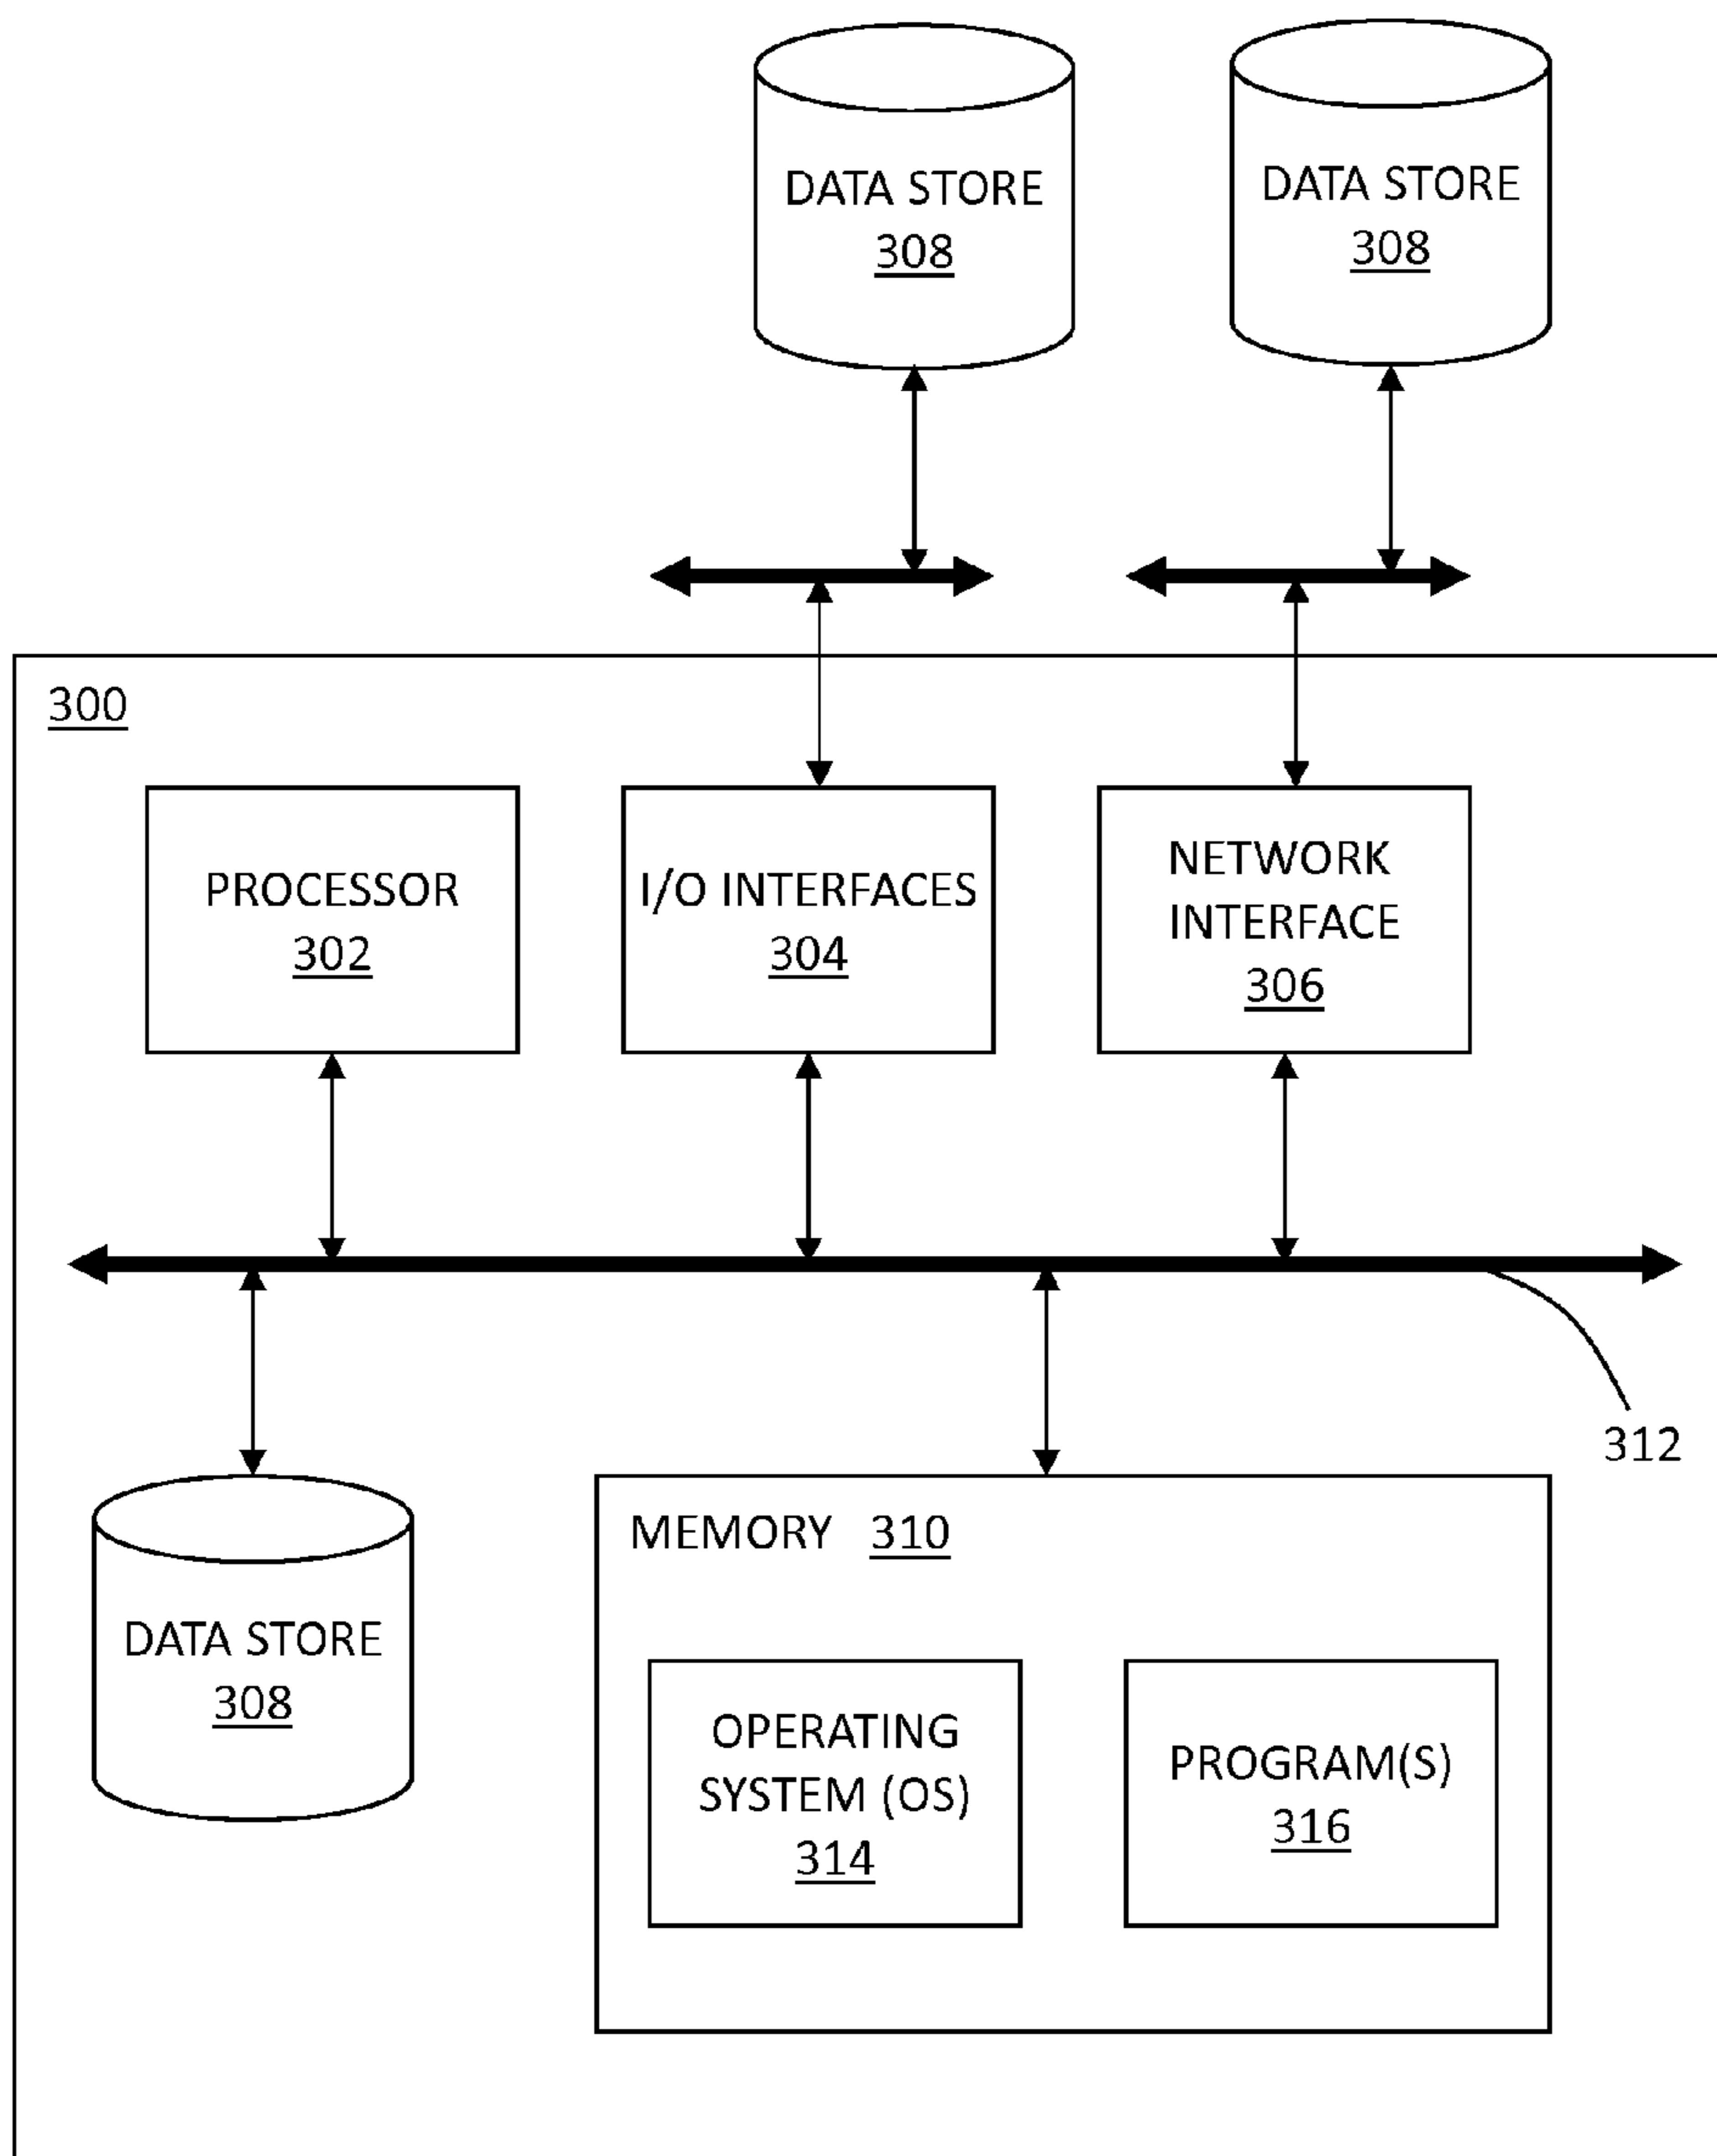 DATA STORE
308
DATA STORE
308
300
PROCESSOR
302
I/O INTERFACES
304
NETWORK
INTERFACE
306
312
DATA STORE
308
MEMORY 310
OPERATING
SYSTEM (OS)
314
PROGRAM(S)
316